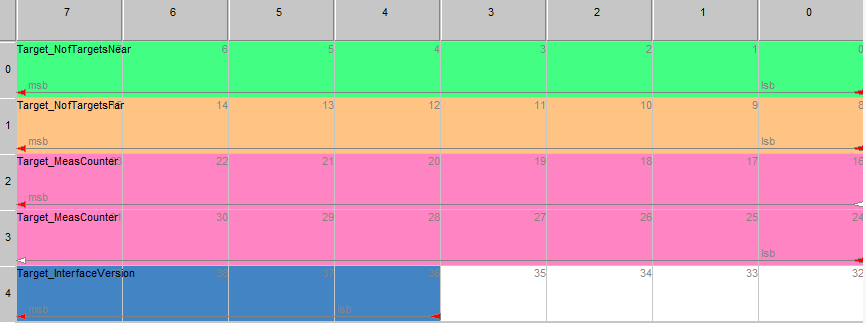 7 6 5 4 3 2 1 0
0 Target_NofTargetsNear 6 5 4 3 2 1 0
msb lsb
1 Target_NofTargetsFar 14 13 12 11 10 9 8
msb lsb
2 Target_MeasCounter 22 21 20 19 18 17 16
msb
3 Target_MeasCounter 30 29 28 27 26 25 24
lsb
4 Target_InterfaceVersion 38 37 36 35 34 33 32
msb lsb